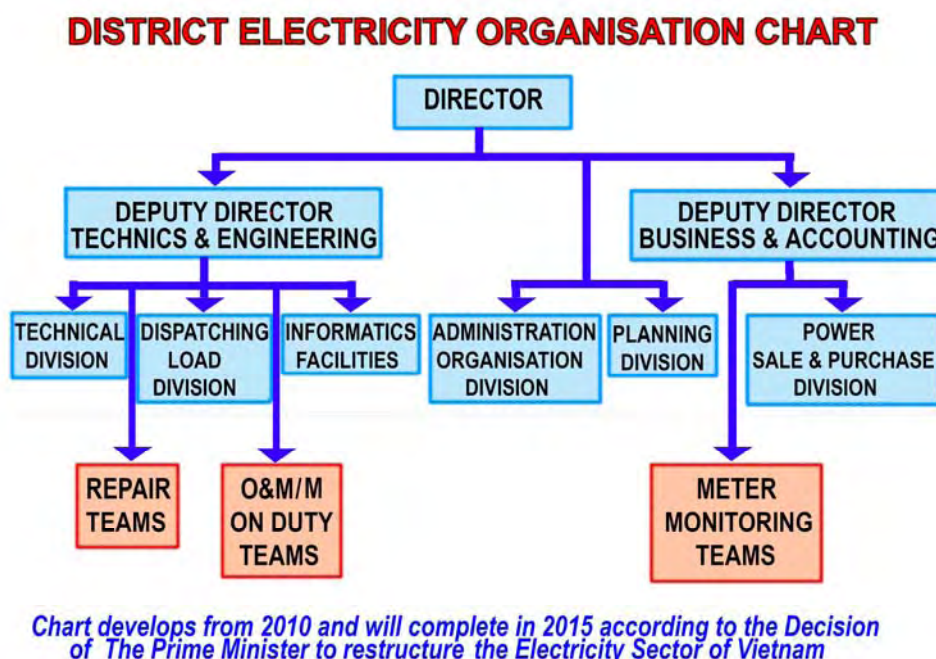 DISTRICT ELECTRICITY ORGANISATION CHART
DIRECTOR
DEPUTY DIRECTOR
TECHNICS & ENGINEERING
DEPUTY DIRECTOR
BUSINESS & ACCOUNTING
TECHNICAL
DIVISION
DISPATCHING
LOAD
DIVISION
INFORMATICS
FACILITIES
ADMINISTRATION
ORGANISATION
DIVISION
PLANNING
DIVISION
POWER
SALE & PURCHASE
DIVISION
REPAIR
TEAMS
O&M/M
ON DUTY
TEAMS
METER
MONITORING
TEAMS
Chart develops from 2010 and will complete in 2015 according to the Decision
of The Prime Minister to restructure the Electricity Sector of Vietnam